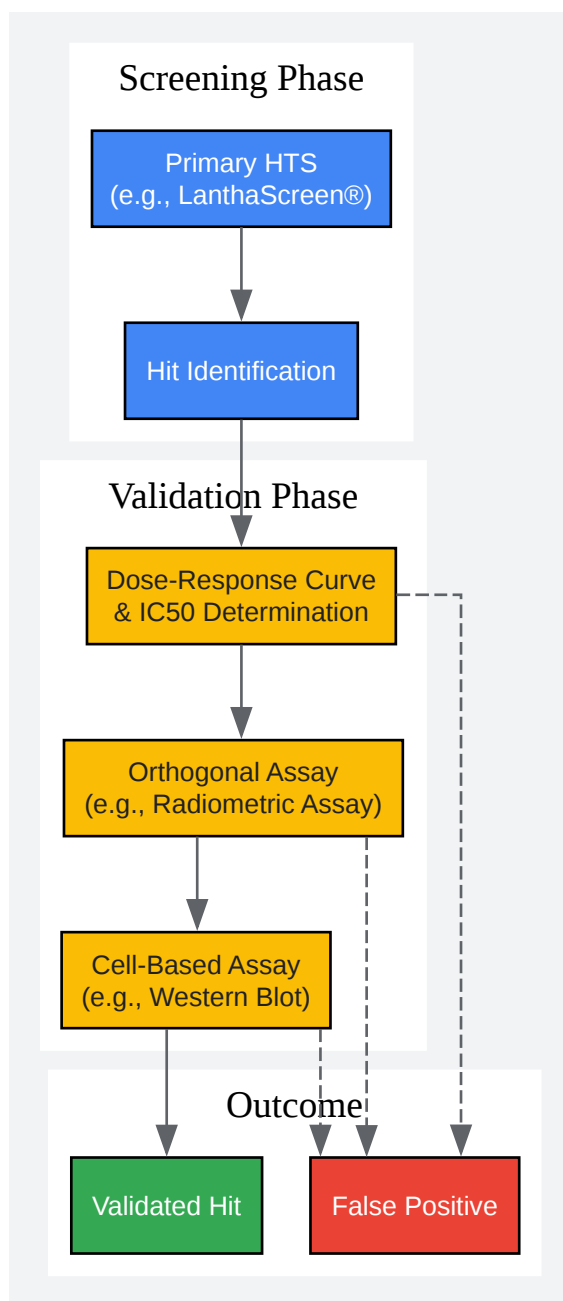 Screening Phase
Primary HTS
(e.g., LanthaScreen®)
Hit Identification
Validation Phase
Dose-Response Curve
& IC50 Determination
Orthogonal Assay
(e.g., Radiometric Assay)
Cell-Based Assay
(e.g., Western Blot)
Outcome
Validated Hit
False Positive